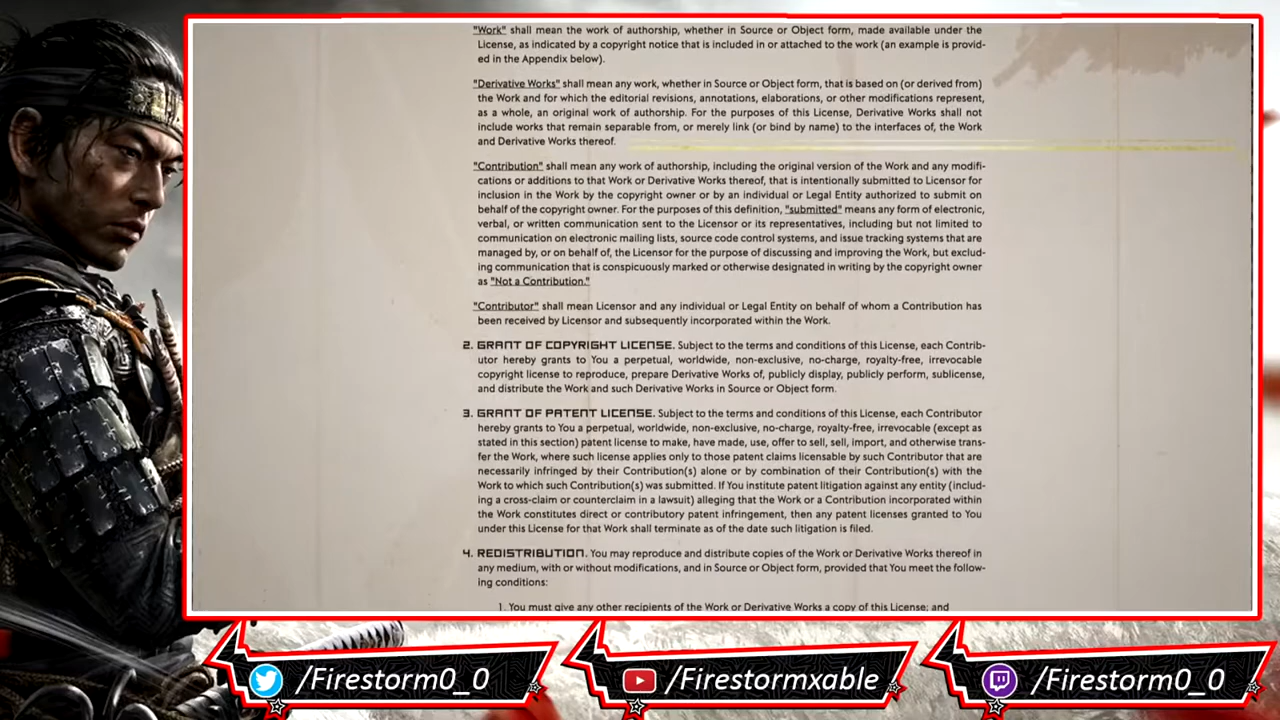 "Work" shall mean the work of authorship, whether in Source or Object form, made available under the
License, as indicated by a copyright notice that is included in or attached to the work (an example is provid-
ed in the Appendix below).
"Derivative Works" shall mean any work, whether in Source or Object form, that is based on (or derived from)
the Work and for which the editorial revisions, annotations, elaborations, or other modifications represent,
as a whole, an original work of authorship. For the purposes of this License, Derivative Works shall not
include works that remain separable from, or merely link (or bind by name) to the interfaces of, the Work
and Derivative Works thereof.
"Contribution" shall mean any work of authorship, including the original version of the Work and any modifi-
cations or additions to that Work or Derivative Works thereof, that is intentionally submitted to Licensor for
inclusion in the Work by the copyright owner or by an individual or Legal Entity authorized to submit on
behalf of the copyright owner. For the purposes of this definition, "submitted" means any form of electronic,
verbal, or written communication sent to the Licensor or its representatives, including but not limited to
communication on electronic mailing lists, source code control systems, and issue tracking systems that are
managed by, or on behalf of, the Licensor for the purpose of discussing and improving the Work, but exclud-
ing communication that is conspicuously marked or otherwise designated in writing by the copyright owner
as "Not a Contribution."
"Contributor" shall mean Licensor and any individual or Legal Entity on behalf of whom a Contribution has
been received by Licensor and subsequently incorporated within the Work.
2. GRANT OF COPYRIGHT LICENSE. Subject to the terms and conditions of this License, each Contrib-
utor hereby grants to You a perpetual, worldwide, non-exclusive, no-charge, royalty-free, irrevocable
copyright license to reproduce, prepare Derivative Works of, publicly display, publicly perform, sublicense,
and distribute the Work and such Derivative Works in Source or Object form.
3. GRANT OF PATENT LICENSE. Subject to the terms and conditions of this License, each Contributor
hereby grants to You a perpetual, worldwide, non-exclusive, no-charge, royalty-free, irrevocable (except as
stated in this section) patent license to make, have made, use, offer to sell, sell, import, and otherwise trans-
fer the Work, where such license applies only to those patent claims licensable by such Contributor that are
necessarily infringed by their Contribution(s) alone or by combination of their Contribution(s) with the
Work to which such Contribution(s) was submitted. If You institute patent litigation against any entity (includ-
ing a cross-claim or counterclaim in a lawsuit) alleging that the Work or a Contribution incorporated within
the Work constitutes direct or contributory patent infringement, then any patent licenses granted to You
under this License for that Work shall terminate as of the date such litigation is filed.
4. REDISTRIBUTION. You may reproduce and distribute copies of the Work or Derivative Works thereof in
any medium, with or without modifications, and in Source or Object form, provided that You meet the follow-
ing conditions:
1. You must give any other recipients of the Work or Derivative Works a copy of this License; and
/Firestorm0_0
/Firestormxable
/Firestorm0_0